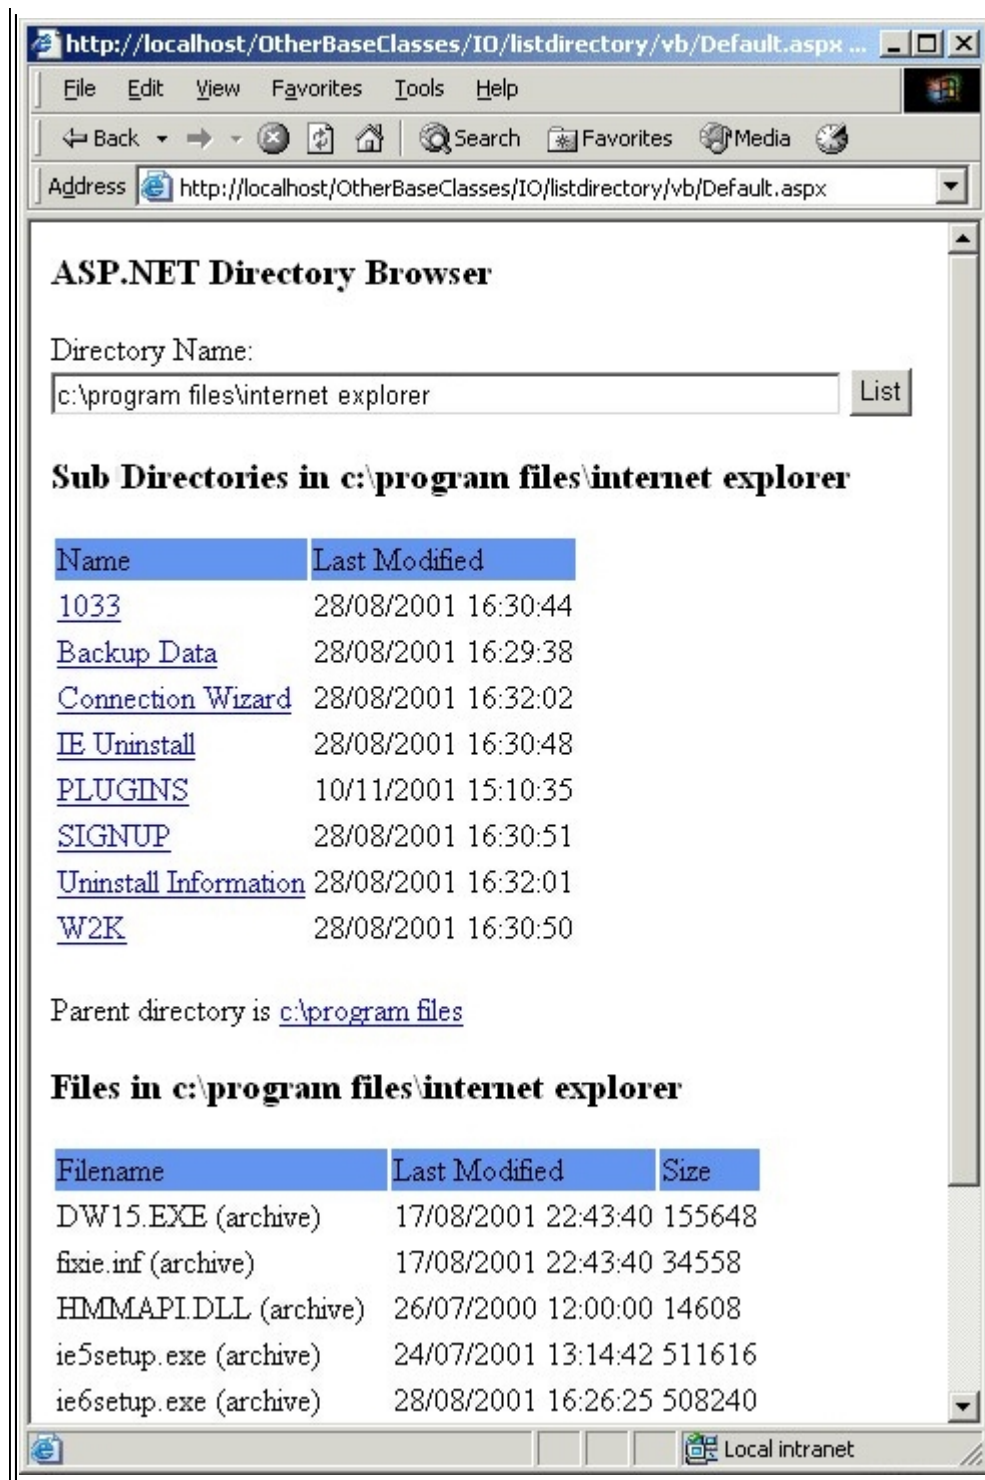 http://localhost/OtherBaseClasses/IO/listdirectory/vb/Default.aspx ...
File Edit View Favorites Tools Help
Back Search Favorites Media
Address http://localhost/OtherBaseClasses/IO/listdirectory/vb/Default.aspx
ASP.NET Directory Browser
Directory Name:
c:\program files\internet explorer List
Sub Directories in c:\program files\internet explorer
Name Last Modified
1033 28/08/2001 16:30:44
Backup Data 28/08/2001 16:29:38
Connection Wizard 28/08/2001 16:32:02
IE Uninstall 28/08/2001 16:30:48
PLUGINS 10/11/2001 15:10:35
SIGNUP 28/08/2001 16:30:51
Uninstall Information 28/08/2001 16:32:01
W2K 28/08/2001 16:30:50
Parent directory is c:\program files
Files in c:\program files\internet explorer
Filename Last Modified Size
DW15.EXE (archive) 17/08/2001 22:43:40 155648
fixie.inf (archive) 17/08/2001 22:43:40 34558
HMMAPI.DLL (archive) 26/07/2000 12:00:00 14608
ie5setup.exe (archive) 24/07/2001 13:14:42 511616
ie6setup.exe (archive) 28/08/2001 16:26:25 508240
Local intranet